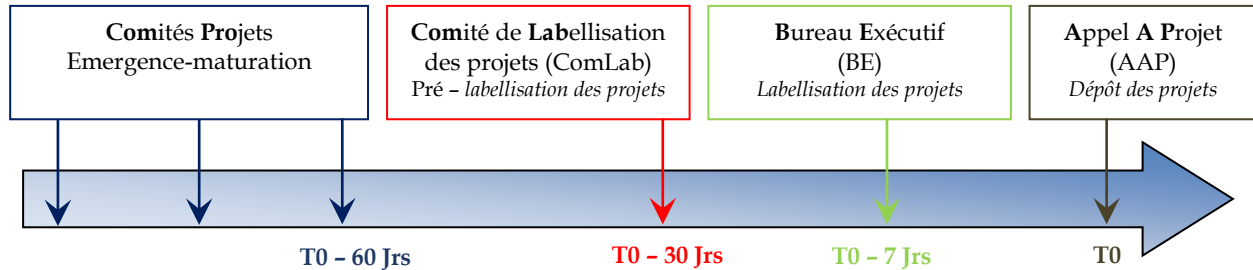 Comités Projets
Emergence-maturation
Comité de Labellisation
des projets (ComLab)
Pré – labellisation des projets
Bureau Exécutif
(BE)
Labellisation des projets
Appel A Projet
(AAP)
Dépôt des projets
T0 – 60 Jrs
T0 – 30 Jrs
T0 – 7 Jrs
T0